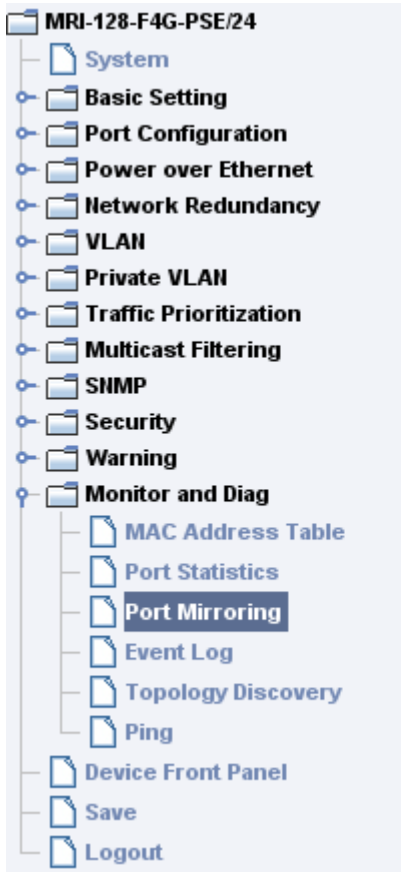 MRI-128-F4G-PSE/24
System
Basic Setting
Port Configuration
Power over Ethernet
Network Redundancy
VLAN
Private VLAN
Traffic Prioritization
Multicast Filtering
SNMP
Security
Warning
Monitor and Diag
MAC Address Table
Port Statistics
Port Mirroring
Event Log
Topology Discovery
Ping
Device Front Panel
Save
Logout